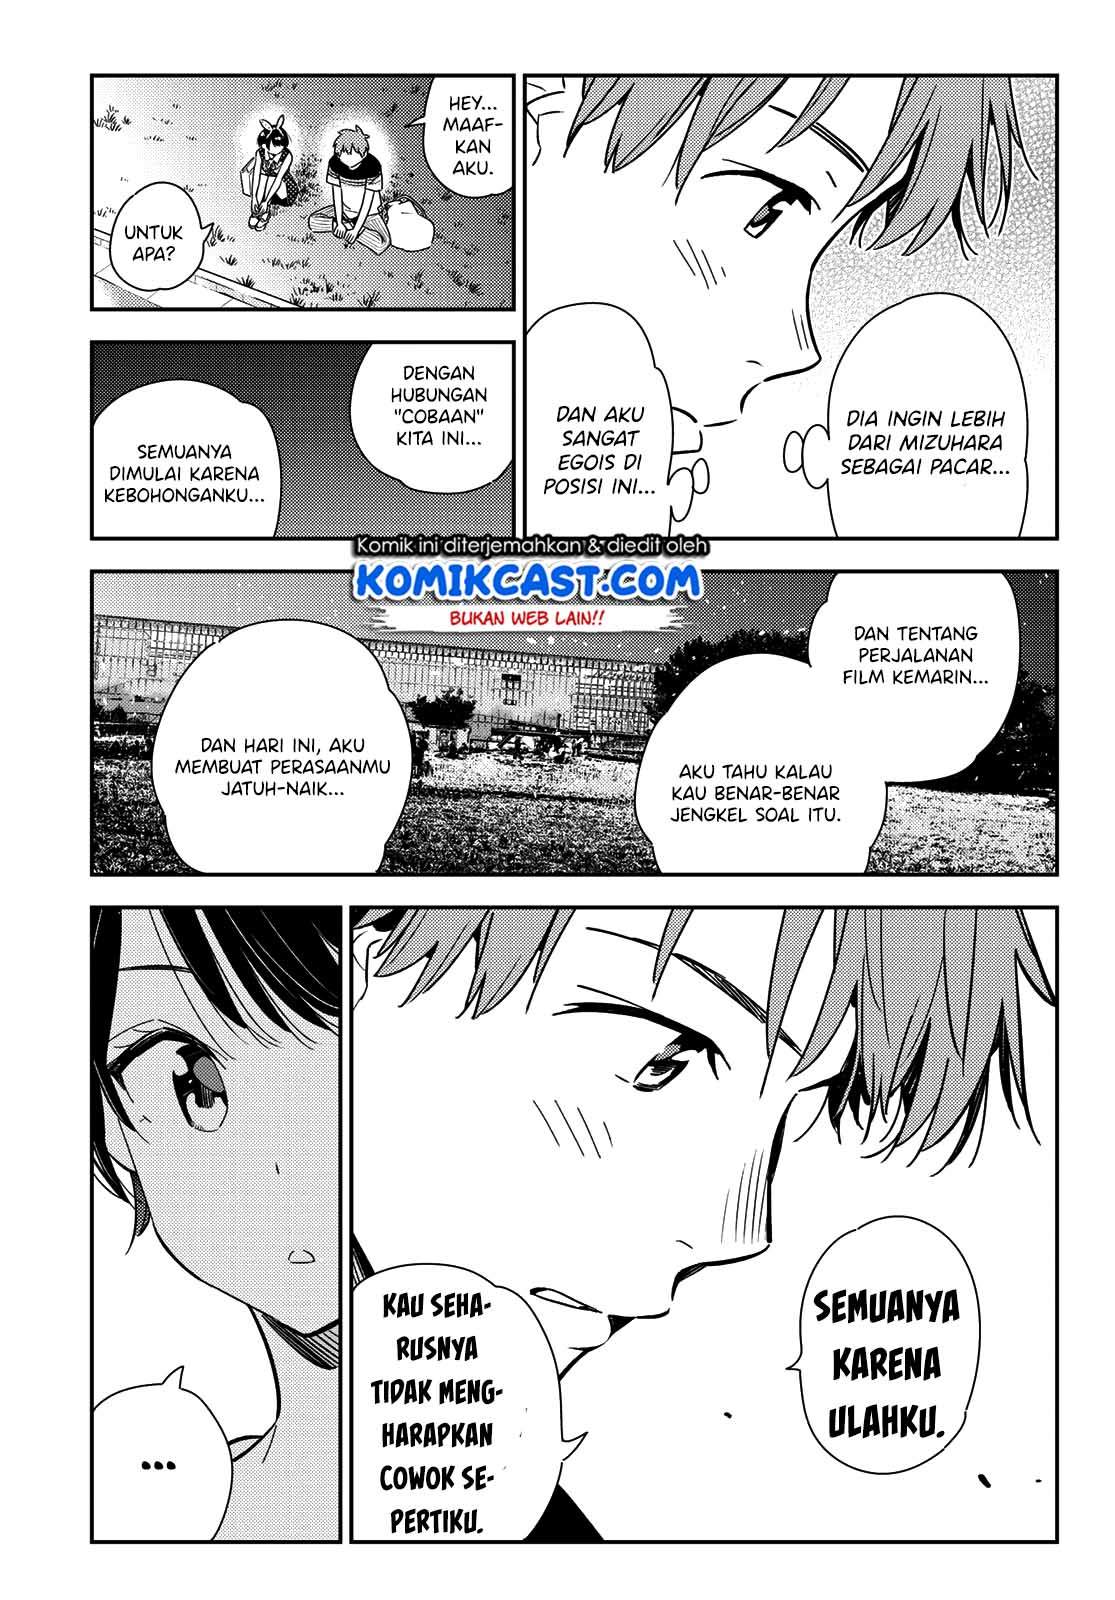 DIA INGIN LEBIH
DARI MIZUHARA
SEBAGAI PACAR...
DAN AKU
SANGAT
EGOIS DI
POSISI INI...
HEY...
MAAF-
KAN
AKU.
UNTUK
APA?
DENGAN
HUBUNGAN
"COBAAN"
KITA INI...
SEMUANYA
DIMULAI KARENA
KEBOHONGANKU...
Komik ini diterjemahkan & diedit oleh
KOMIKCAST.COM
BUKAN WEB LAIN!!
DAN TENTANG
PERJALANAN
FILM KEMARIN...
AKU TAHU KALAU
KAU BENAR-BENAR
JENGKEL SOAL ITU.
DAN HARI INI, AKU
MEMBUAT PERASAANMU
JATUH-NAIK...
SEMUANYA
KARENA
ULAHKU.
KAU SEHA-
RUSNYA
TIDAK MENG-
HARAPKAN
COWOK SE-
PERTIKU.
...